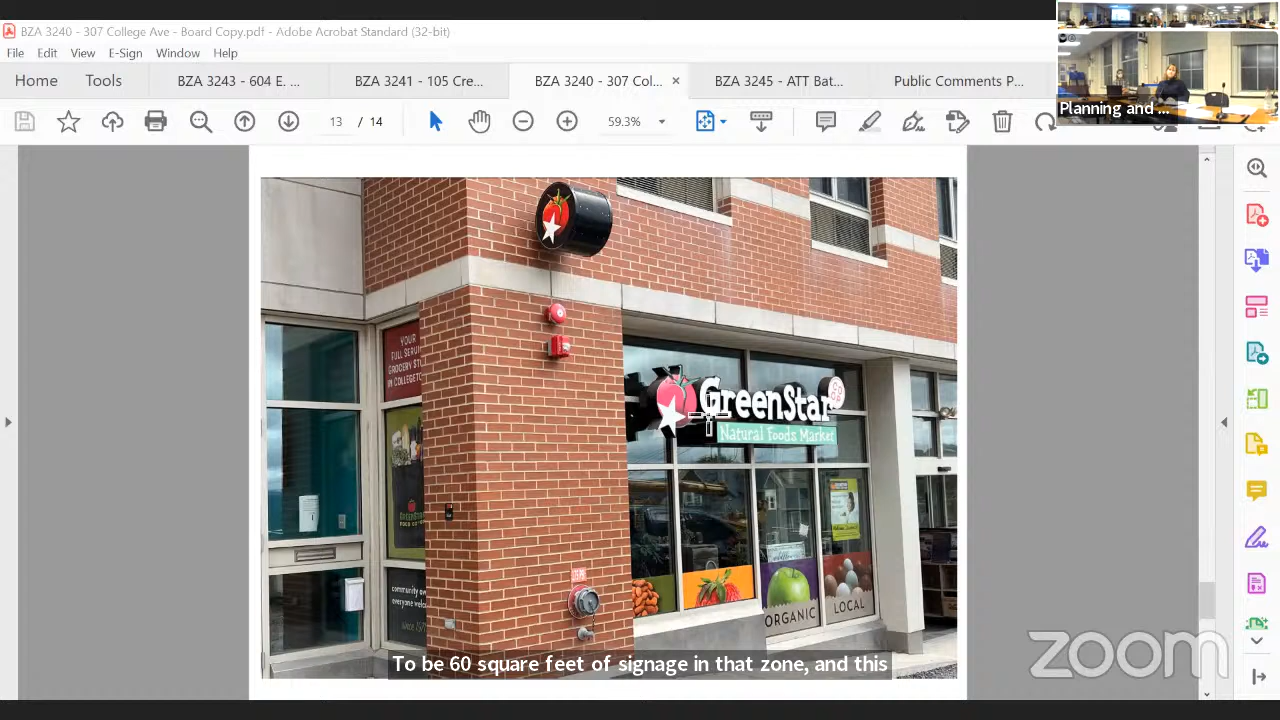 BZA 3240 - 307 College Ave - Board Copy.pdf - Adobe Acrobat Standard (32-bit)
File Edit View E-Sign Window Help
Home Tools BZA 3243 - 604 E. ... BZA 3241 - 105 Cre... BZA 3240 - 307 Col... × BZA 3245 - ATT Bat... Public Comments P...
Planning and ...
13 / 14 59.3%
YOUR
FULL SERVICE
GROCERY STORE
IN COLLEGETOWN
GreenStar
Natural Foods Market
community owned
everyone welcome
ORGANIC LOCAL
To be 60 square feet of signage in that zone, and this
zoom